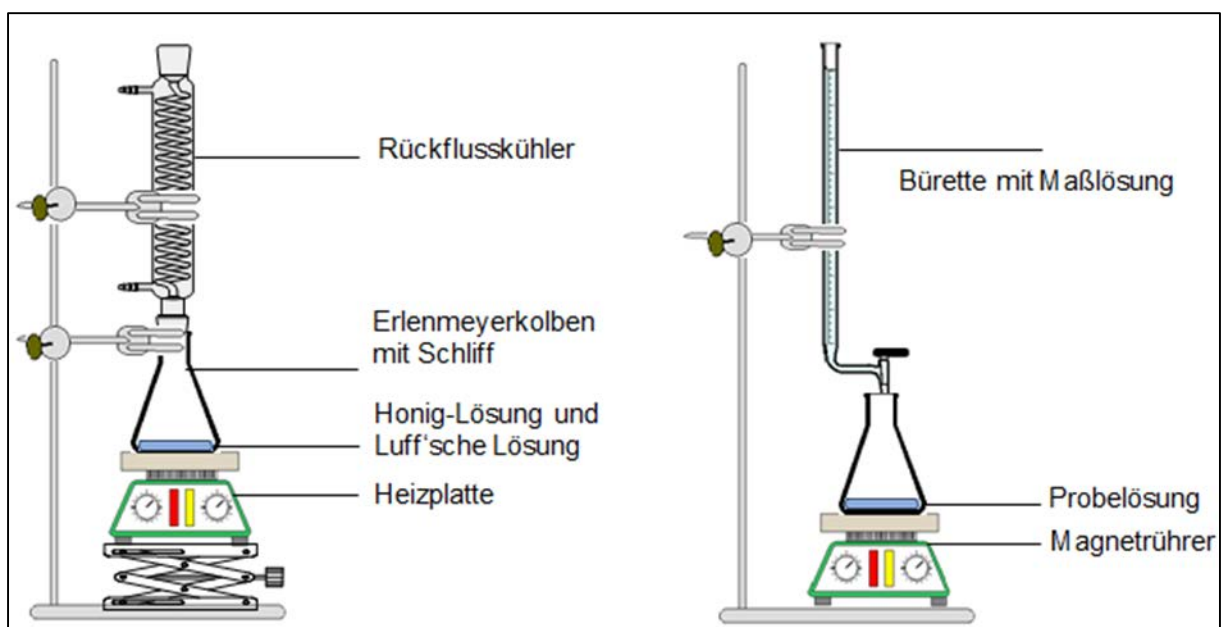 Rückflusskühler
Erlenmeyerkolben
mit Schliff
Honig-Lösung und
Luff'sche Lösung
Heizplatte
Bürette mit Maßlösung
Probelösung
Magnetrührer